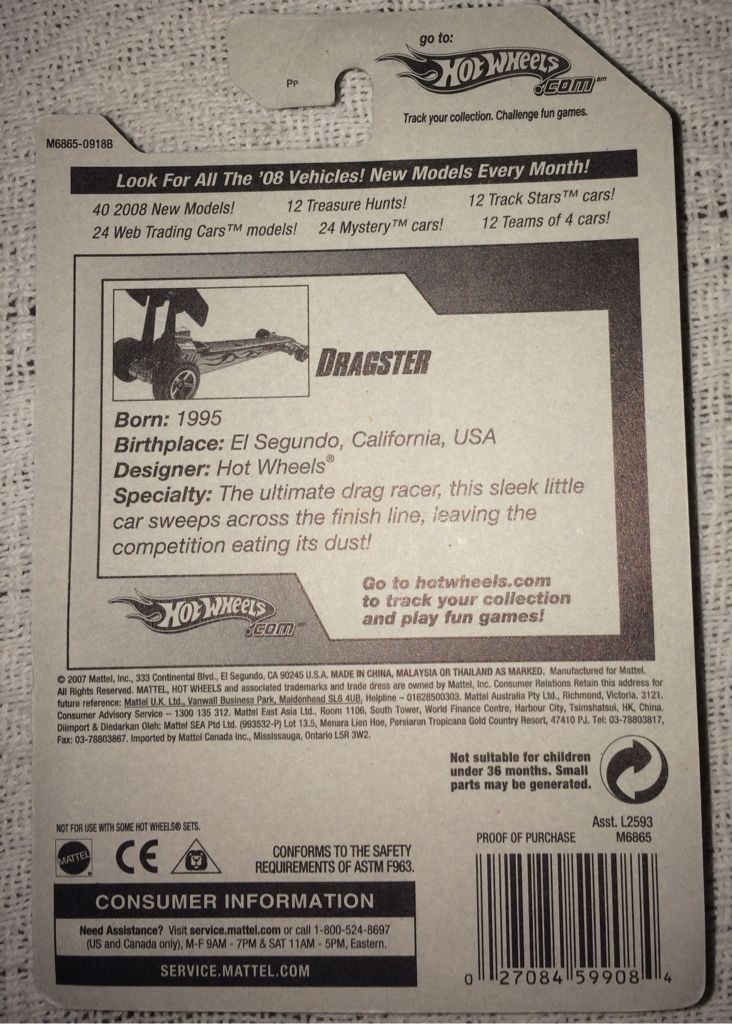 go to:
Hot Wheels
.com™
Track your collection. Challenge fun games.
PP
M6865-0918B
Look For All The '08 Vehicles! New Models Every Month!
40 2008 New Models! 12 Treasure Hunts! 12 Track Stars™ cars!
24 Web Trading Cars™ models! 24 Mystery™ cars! 12 Teams of 4 cars!
DRAGSTER
Born: 1995
Birthplace: El Segundo, California, USA
Designer: Hot Wheels®
Specialty: The ultimate drag racer, this sleek little
car sweeps across the finish line, leaving the
competition eating its dust!
Hot Wheels
.com™
Go to hotwheels.com
to track your collection
and play fun games!
© 2007 Mattel, Inc., 333 Continental Blvd., El Segundo, CA 90245 U.S.A. MADE IN CHINA, MALAYSIA OR THAILAND AS MARKED. Manufactured for Mattel.
All Rights Reserved. MATTEL, HOT WHEELS and associated trademarks and trade dress are owned by Mattel, Inc. Consumer Relations Retain this address for
future reference: Mattel U.K. Ltd., Vanwall Business Park, Maidenhead SL6 4UB. Helpline – 01628500303. Mattel Australia Pty Ltd., Richmond, Victoria. 3121.
Consumer Advisory Service – 1300 135 312. Mattel East Asia Ltd., Room 1106, South Tower, World Finance Centre, Harbour City, Tsimshatsui, HK, China.
Diimport & Diedarkan Oleh: Mattel SEA Ptd Ltd. (993532-P) Lot 13.5, Menara Lien Hoe, Persiaran Tropicana Gold Country Resort, 47410 PJ. Tel: 03-78803817,
Fax: 03-78803867. Imported by Mattel Canada Inc., Mississauga, Ontario L5R 3W2.
Not suitable for children
under 36 months. Small
parts may be generated.
NOT FOR USE WITH SOME HOT WHEELS® SETS.
MATTEL
CE
CONFORMS TO THE SAFETY
REQUIREMENTS OF ASTM F963.
Asst. L2593
PROOF OF PURCHASE M6865
CONSUMER INFORMATION
Need Assistance? Visit service.mattel.com or call 1-800-524-8697
(US and Canada only), M-F 9AM - 7PM & SAT 11AM - 5PM, Eastern.
SERVICE.MATTEL.COM
0 27084 59908 4